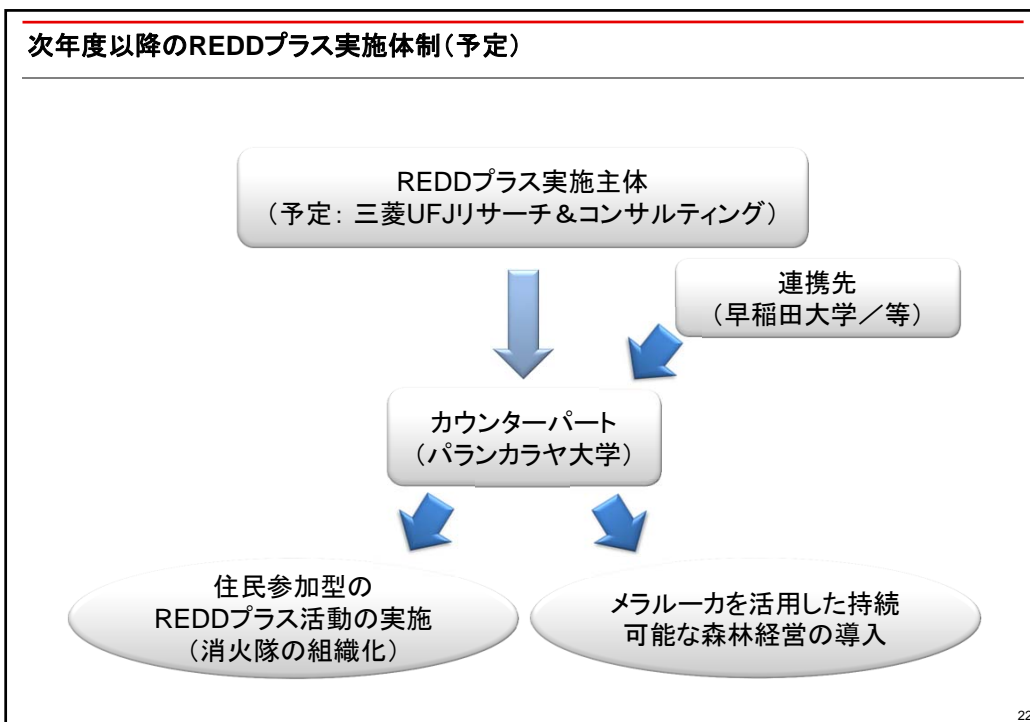 次年度以降のREDDプラス実施体制(予定)
REDDプラス実施主体
（予定： 三菱UFJリサーチ＆コンサルティング）
連携先
（早稲田大学／等）
カウンターパート
（パランカラヤ大学）
住民参加型の
REDDプラス活動の実施
（消火隊の組織化）
メラルーカを活用した持続
可能な森林経営の導入
22